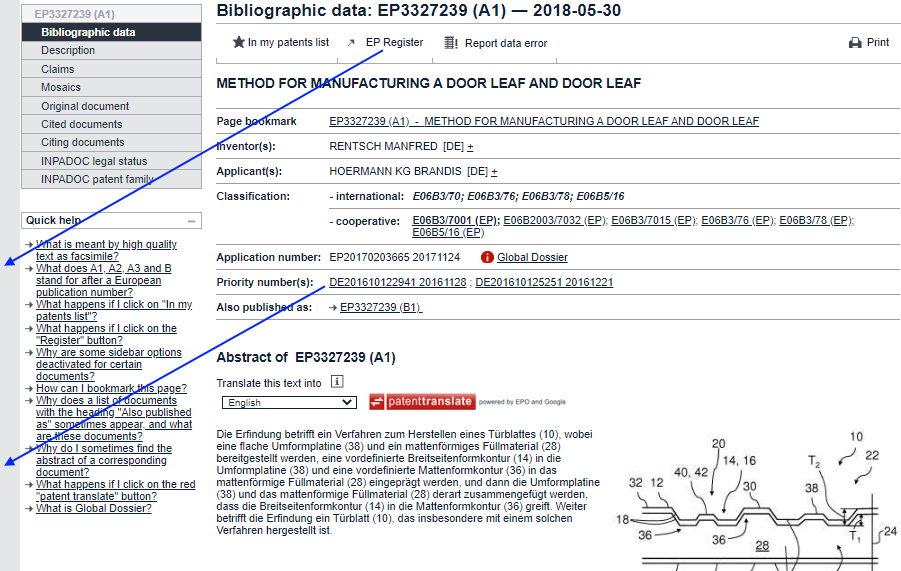 EP3327239 (A1)
Bibliographic data
Description
Claims
Mosaics
Original document
Cited documents
Citing documents
INPADOC legal status
INPADOC patent family
Quick help
What is meant by high quality
text as facsimile?
What does A1, A2, A3 and B
stand for after a European
publication number?
What happens if I click on "In my
patents list"?
What happens if I click on the
"Register" button?
Why are some sidebar options
deactivated for certain
documents?
How can I bookmark this page?
Why does a list of documents
with the heading "Also published
as" sometimes appear, and what
are these documents?
Why do I sometimes find the
abstract of a corresponding
document?
What happens if I click on the red
"patent translate" button?
What is Global Dossier?
Bibliographic data: EP3327239 (A1) — 2018-05-30
In my patents list EP Register Report data error Print
METHOD FOR MANUFACTURING A DOOR LEAF AND DOOR LEAF
Page bookmark EP3327239 (A1) - METHOD FOR MANUFACTURING A DOOR LEAF AND DOOR LEAF
Inventor(s): RENTSCH MANFRED [DE] +
Applicant(s): HOERMANN KG BRANDIS [DE] +
Classification: - international: E06B3/70; E06B3/76; E06B3/78; E06B5/16
- cooperative: E06B3/7001 (EP); E06B2003/7032 (EP); E06B3/7015 (EP); E06B3/76 (EP); E06B3/78 (EP);
E06B5/16 (EP)
Application number: EP20170203665 20171124 Global Dossier
Priority number(s): DE201610122941 20161128 ; DE201610125251 20161221
Also published as: EP3327239 (B1)
Abstract of EP3327239 (A1)
Translate this text into
English patenttranslate powered by EPO and Google
Die Erfindung betrifft ein Verfahren zum Herstellen eines Türblattes (10), wobei
eine flache Umformplatine (38) und ein mattenförmiges Füllmaterial (28)
bereitgestellt werden, eine vordefinierte Breitseitenformkontur (14) in die
Umformplatine (38) und eine vordefinierte Mattenformkontur (36) in das
mattenförmige Füllmaterial (28) eingeprägt werden, und dann die Umformplatine
(38) und das mattenförmige Füllmaterial (28) derart zusammengefügt werden,
dass die Breitseitenformkontur (14) in die Mattenformkontur (36) greift. Weiter
betrifft die Erfindung ein Türblatt (10), das insbesondere mit einem solchen
Verfahren hergestellt ist.
10
20
T2
22
14, 16
40, 42
32 12
30
38
18
36
36
28
T1
24